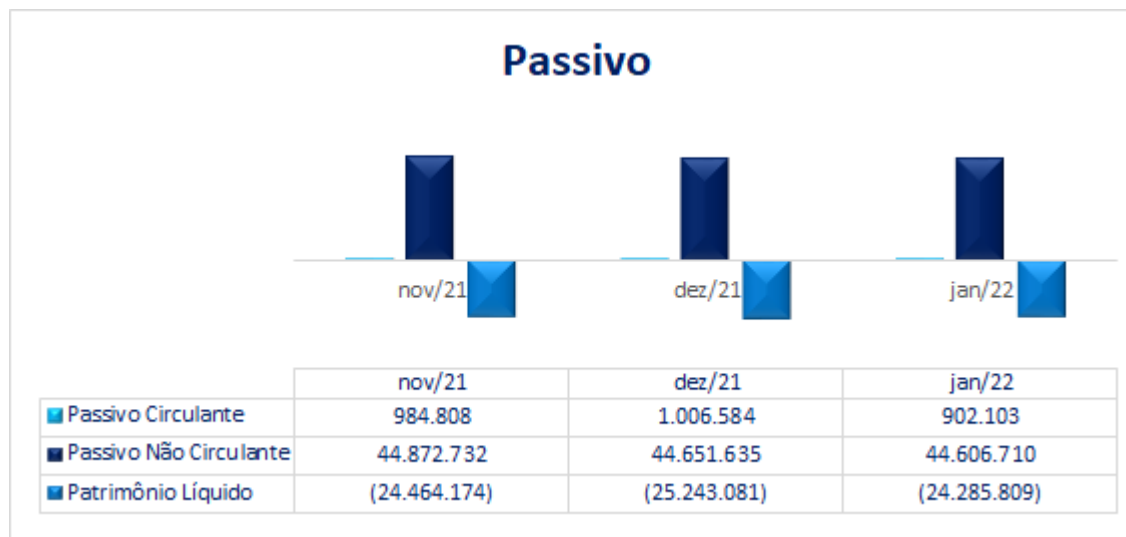 Passivo
nov/21 dez/21 jan/22
nov/21 dez/21 jan/22
Passivo Circulante 984.808 1.006.584 902.103
Passivo Não Circulante 44.872.732 44.651.635 44.606.710
Patrimônio Líquido (24.464.174) (25.243.081) (24.285.809)